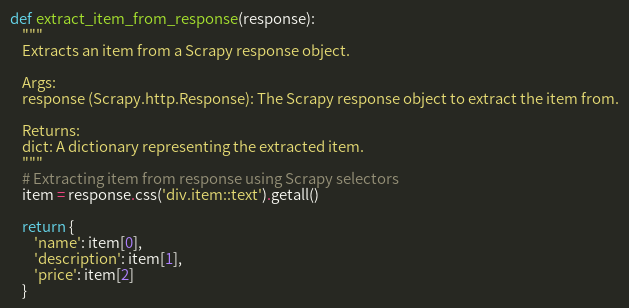 def extract_item_from_response(response):
"""
Extracts an item from a Scrapy response object.
Args:
response (Scrapy.http.Response): The Scrapy response object to extract the item from.
Returns:
dict: A dictionary representing the extracted item.
"""
# Extracting item from response using Scrapy selectors
item = response.css('div.item::text').getall()
return {
'name': item[0],
'description': item[1],
'price': item[2]
}